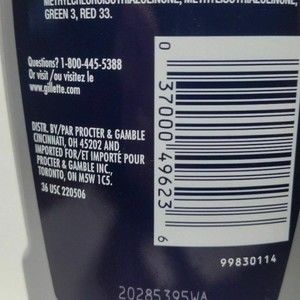 METHYLCHLOROISOTHIAZOLINONE, METHYLISOTHIAZOLINONE,
GREEN 3, RED 33.
Questions? 1-800-445-5388
Or visit / ou visitez le
www.gillette.com
DISTR. BY/PAR PROCTER & GAMBLE
CINCINNATI, OH 45202 AND
IMPORTED FOR/ET IMPORTÉ POUR
PROCTER & GAMBLE INC.,
TORONTO, ON M5W 1C5.
36 USC 220506
0 37000 49623 6
99830114
20285395WA